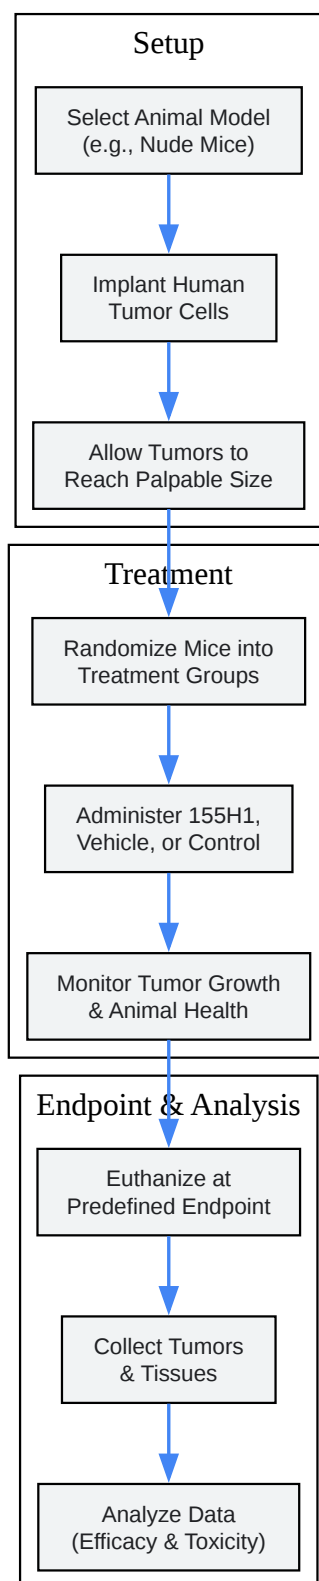 Setup
Select Animal Model
(e.g., Nude Mice)
Implant Human
Tumor Cells
Allow Tumors to
Reach Palpable Size
Treatment
Randomize Mice into
Treatment Groups
Administer 155H1,
Vehicle, or Control
Monitor Tumor Growth
& Animal Health
Endpoint & Analysis
Euthanize at
Predefined Endpoint
Collect Tumors
& Tissues
Analyze Data
(Efficacy & Toxicity)